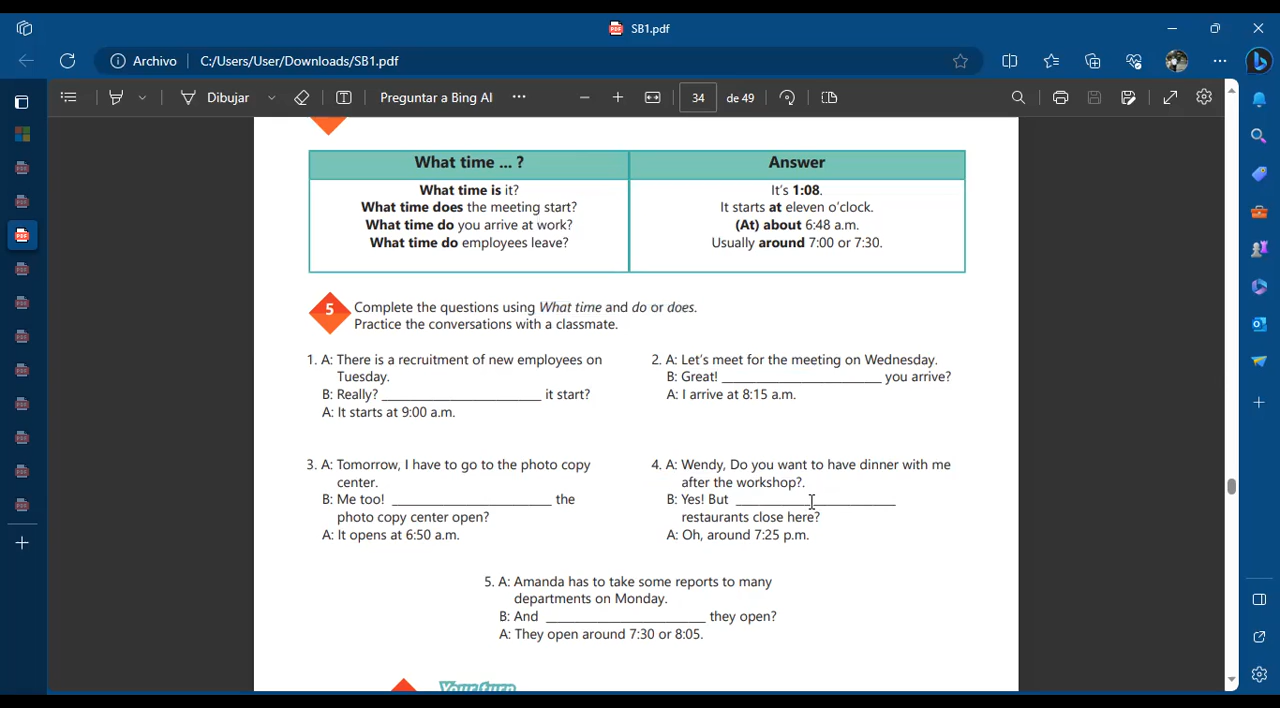 SB1.pdf
Archivo C:/Users/User/Downloads/SB1.pdf
Dibujar Preguntar a Bing AI 34 de 49
What time ... ? Answer
What time is it? It's 1:08.
What time does the meeting start? It starts at eleven o'clock.
What time do you arrive at work? (At) about 6:48 a.m.
What time do employees leave? Usually around 7:00 or 7:30.
5 Complete the questions using What time and do or does.
Practice the conversations with a classmate.
1. A: There is a recruitment of new employees on
Tuesday.
B: Really? ____________________ it start?
A: It starts at 9:00 a.m.
2. A: Let's meet for the meeting on Wednesday.
B: Great! ____________________ you arrive?
A: I arrive at 8:15 a.m.
3. A: Tomorrow, I have to go to the photo copy
center.
B: Me too! ____________________ the
photo copy center open?
A: It opens at 6:50 a.m.
4. A: Wendy, Do you want to have dinner with me
after the workshop?.
B: Yes! But ____________________
restaurants close here?
A: Oh, around 7:25 p.m.
5. A: Amanda has to take some reports to many
departments on Monday.
B: And ____________________ they open?
A: They open around 7:30 or 8:05.
Your turn